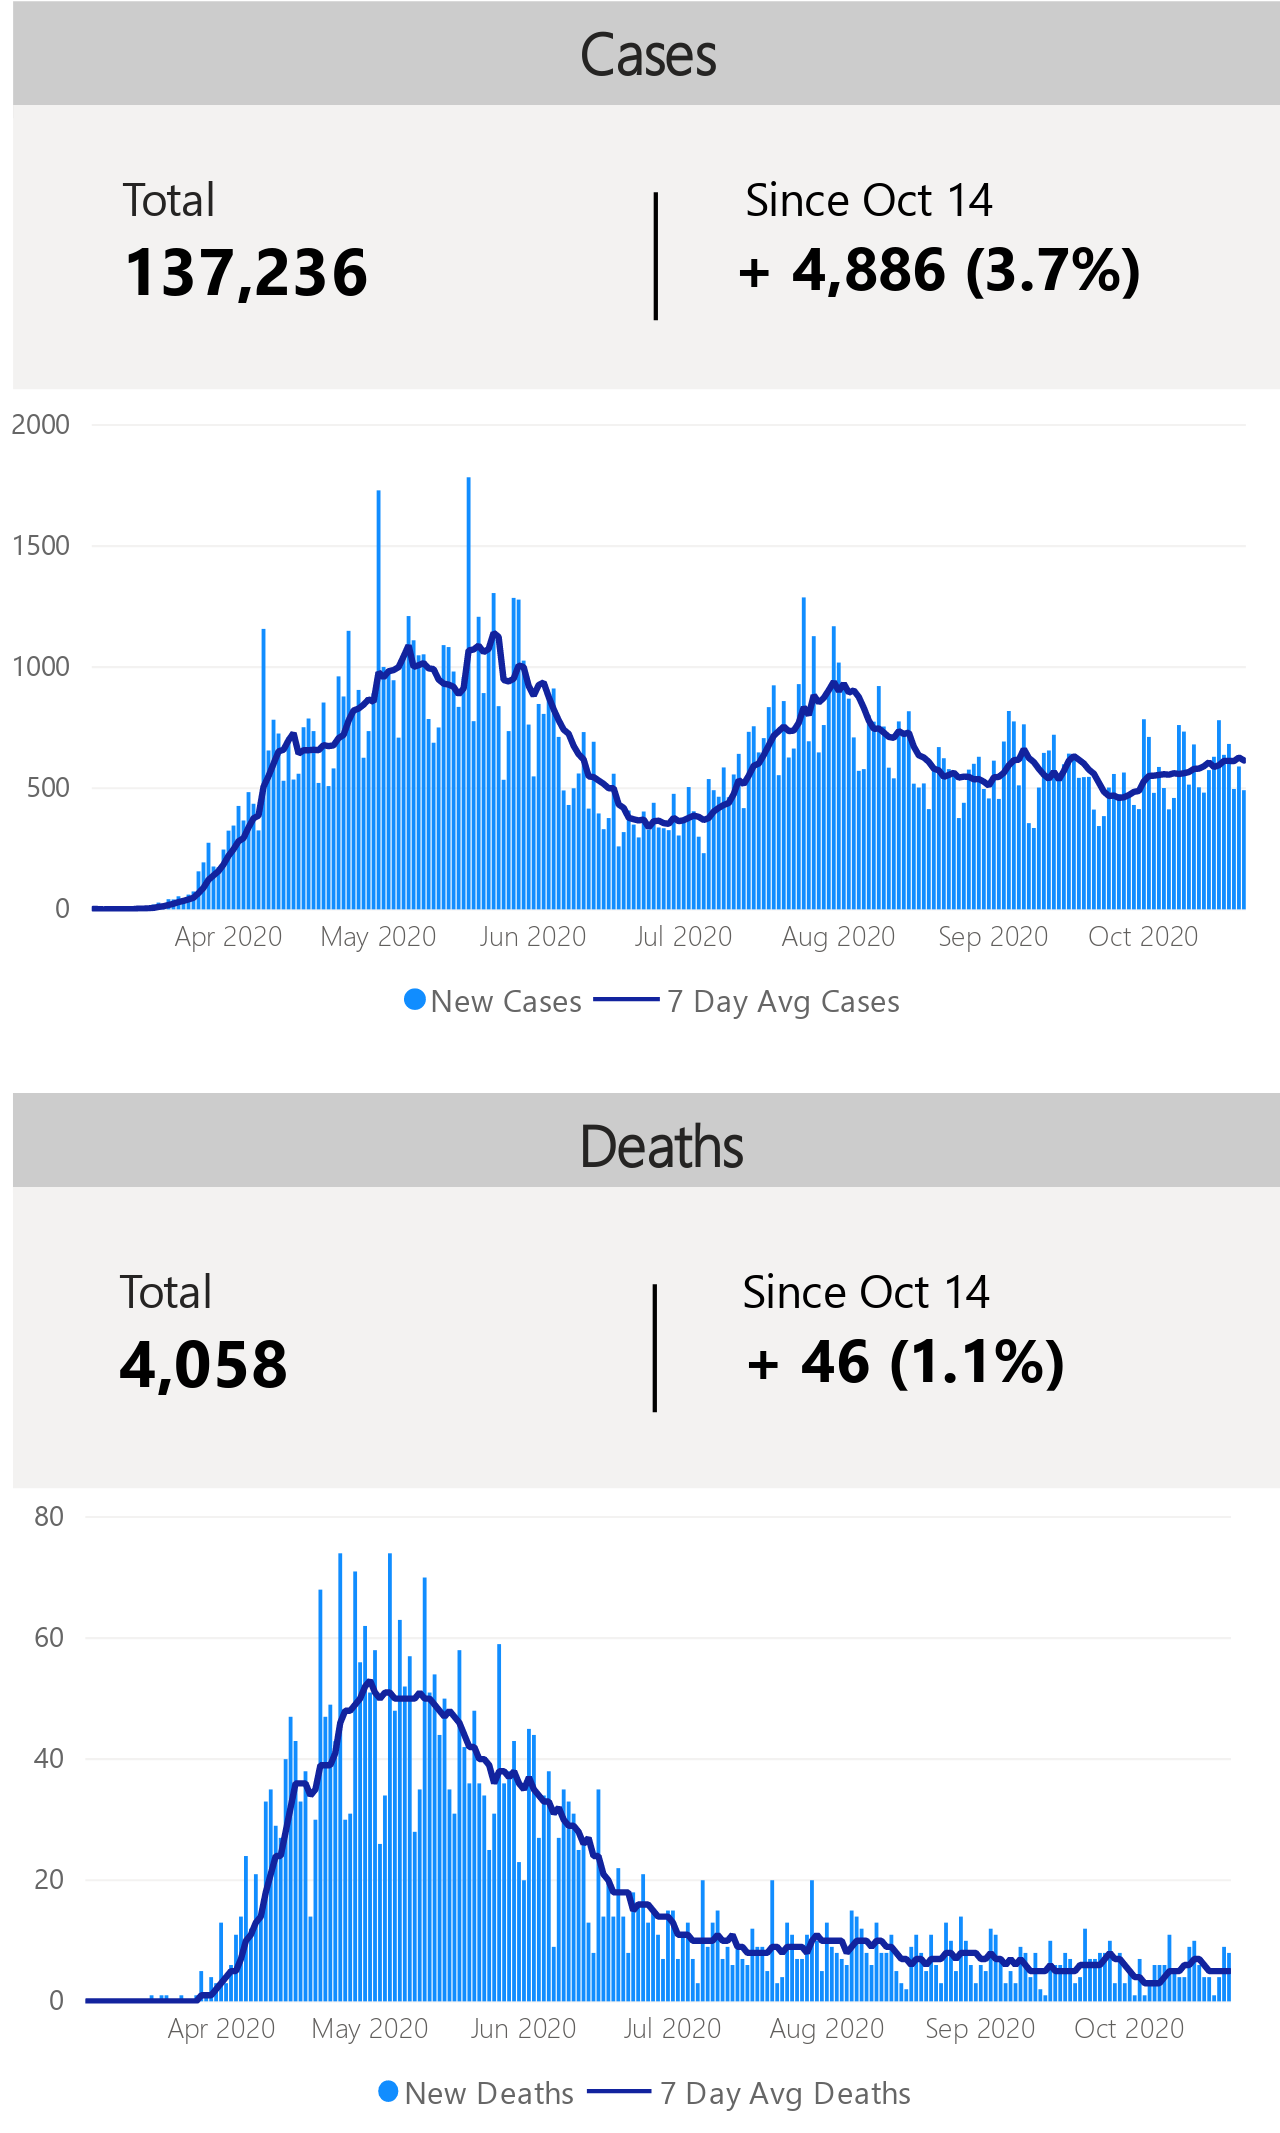 Cases
Total
Since Oct 14
137,236
+ 4,886 (3.7%)
2000
1500
1000
500
0
Apr 2020 May 2020 Jun 2020 Jul 2020 Aug 2020 Sep 2020 Oct 2020
New Cases 7 Day Avg Cases
Deaths
Total
Since Oct 14
4,058
+ 46 (1.1%)
80
60
40
20
0
Apr 2020 May 2020 Jun 2020 Jul 2020 Aug 2020 Sep 2020 Oct 2020
New Deaths 7 Day Avg Deaths